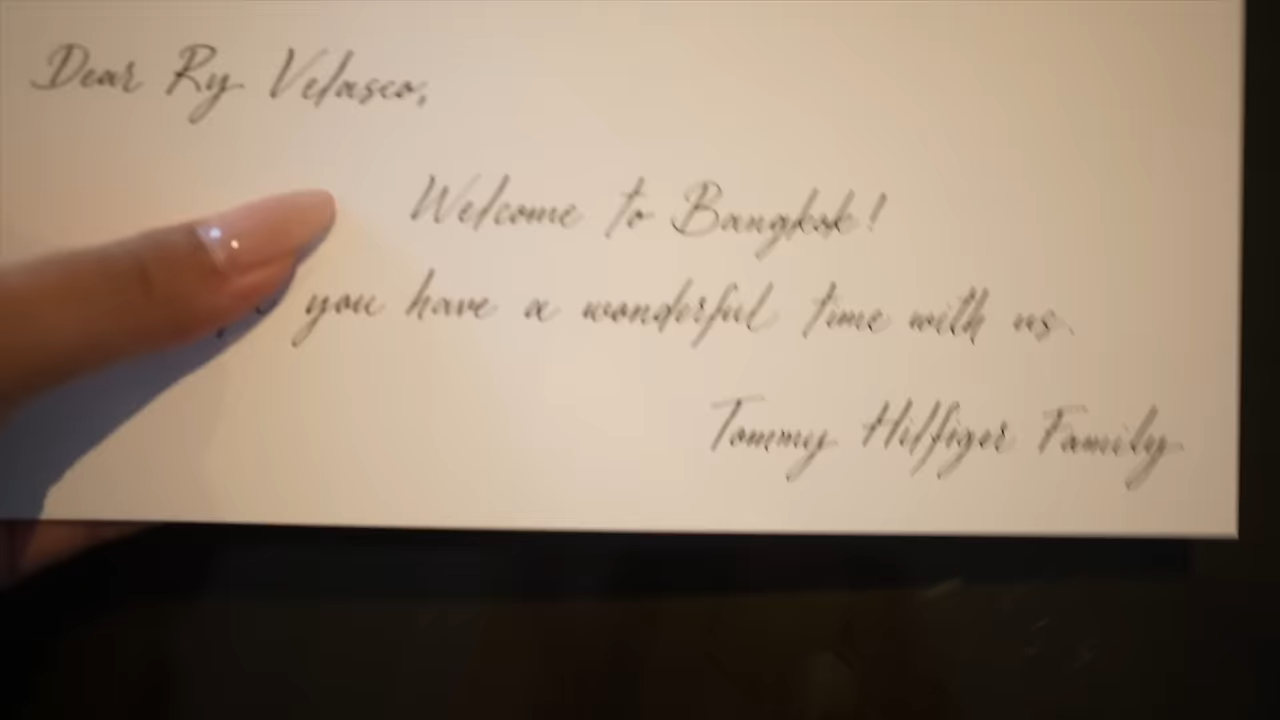 Dear Ry Velasco,
Welcome to Bangkok!
you have a wonderful time with us.
Tommy Hilfiger Family